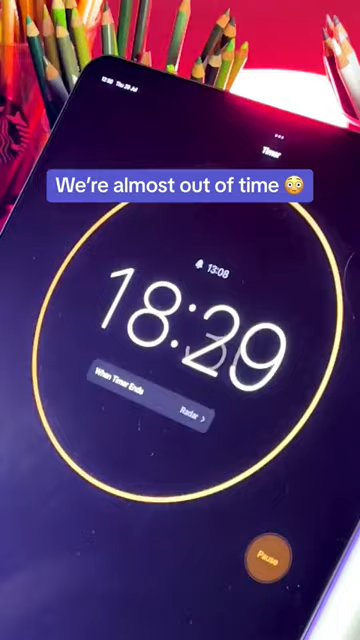 Timer
We're almost out of time 😳
13:08
18:29
When Timer Ends
Radar >
Pause